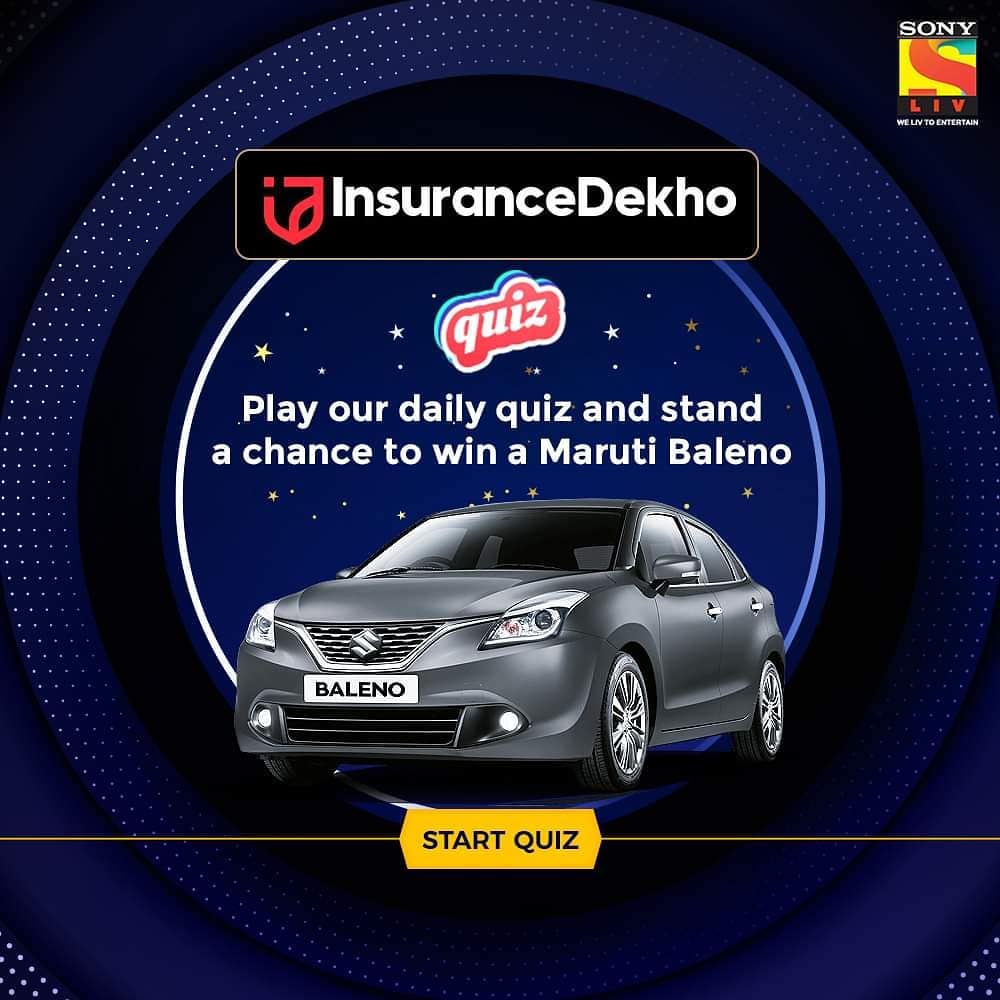 SONY
LIV
WE LIV TO ENTERTAIN
InsuranceDekho
quiz
Play our daily quiz and stand
a chance to win a Maruti Baleno
BALENO
START QUIZ